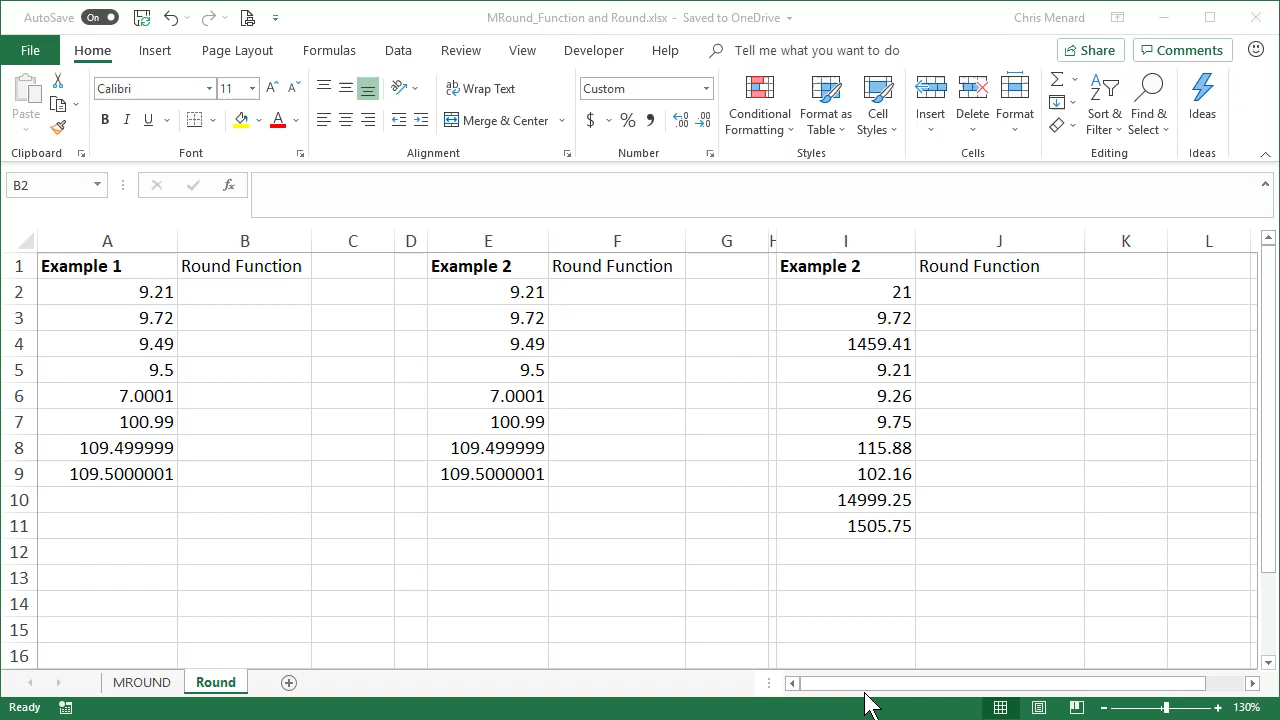 AutoSave On MRound_Function and Round.xlsx - Saved to OneDrive Chris Menard
File Home Insert Page Layout Formulas Data Review View Developer Help Tell me what you want to do Share Comments
Paste
Calibri 11
B I U A
Wrap Text
Merge & Center
Custom
$ % ,
Conditional Formatting
Format as Table
Cell Styles
Insert
Delete
Format
Sort & Filter
Find & Select
Ideas
Clipboard Font Alignment Number Styles Cells Editing Ideas
B2 fx
A B C D E F G H I J K L
1 Example 1 Round Function Example 2 Round Function Example 2 Round Function
2 9.21 9.21 21
3 9.72 9.72 9.72
4 9.49 9.49 1459.41
5 9.5 9.5 9.21
6 7.0001 7.0001 9.26
7 100.99 100.99 9.75
8 109.499999 109.499999 115.88
9 109.5000001 109.5000001 102.16
10 14999.25
11 1505.75
12
13
14
15
16
MROUND Round
Ready 130%